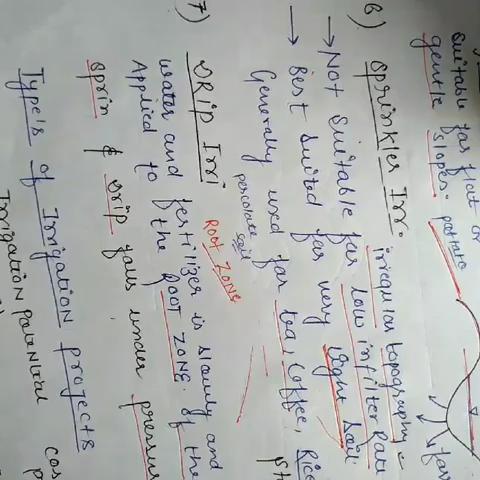 suitable for flat or
gentle slopes. potato
6) Sprinkler Irr. irregular topography
→ Not suitable for low infilter Rate
→ Best suited for very light soil
Generally used for tea, Coffee, Rice
percolate soil
7) DRIP Irri ROOT ZONE
water and fertilizer is slowly and
Applied to the ROOT ZONE. of the
sprin & drip falls under pressur
Types of Irrigation projects
Irrigation potential cos